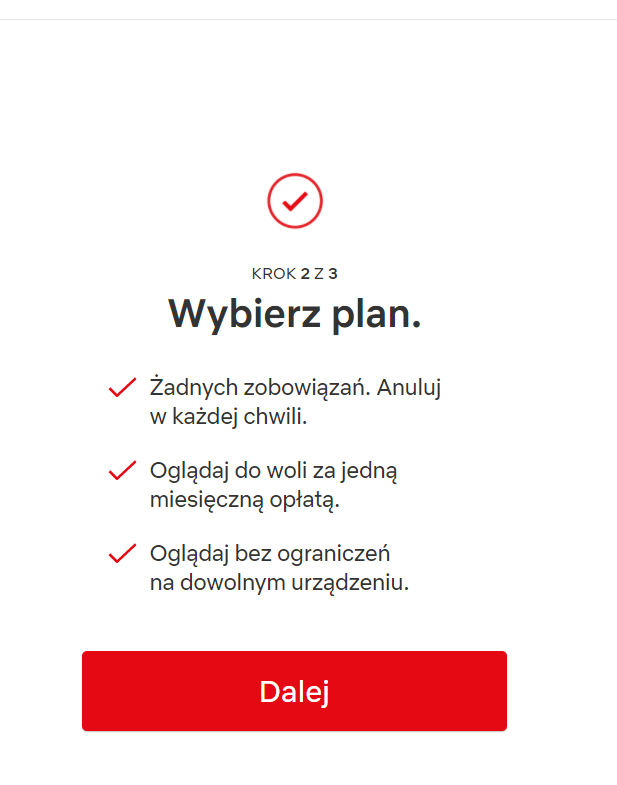 KROK 2 Z 3
Wybierz plan.
Żadnych zobowiązań. Anuluj
w każdej chwili.
Oglądaj do woli za jedną
miesięczną opłatą.
Oglądaj bez ograniczeń
na dowolnym urządzeniu.
Dalej